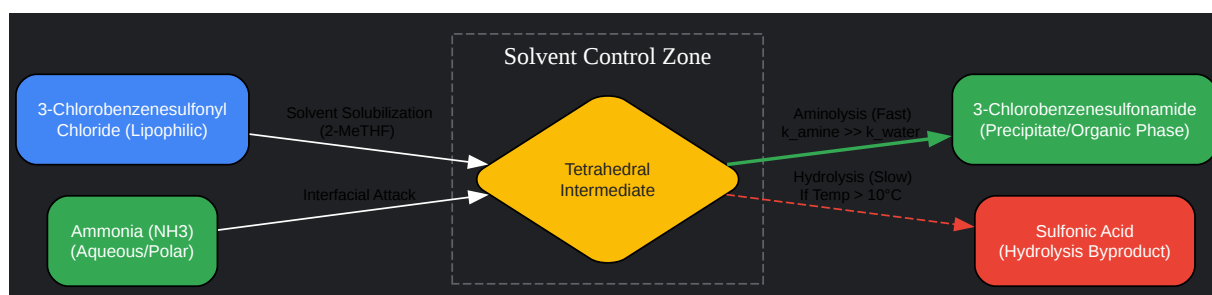 Solvent Control Zone
3-Chlorobenzenesulfonyl
Chloride (Lipophilic)
Solvent Solubilization
(2-MeTHF)
Ammonia (NH3)
(Aqueous/Polar)
Interfacial Attack
Tetrahedral
Intermediate
Aminolysis (Fast)
k_amine >> k_water
3-Chlorobenzenesulfonamide
(Precipitate/Organic Phase)
Hydrolysis (Slow)
If Temp > 10°C
Sulfonic Acid
(Hydrolysis Byproduct)